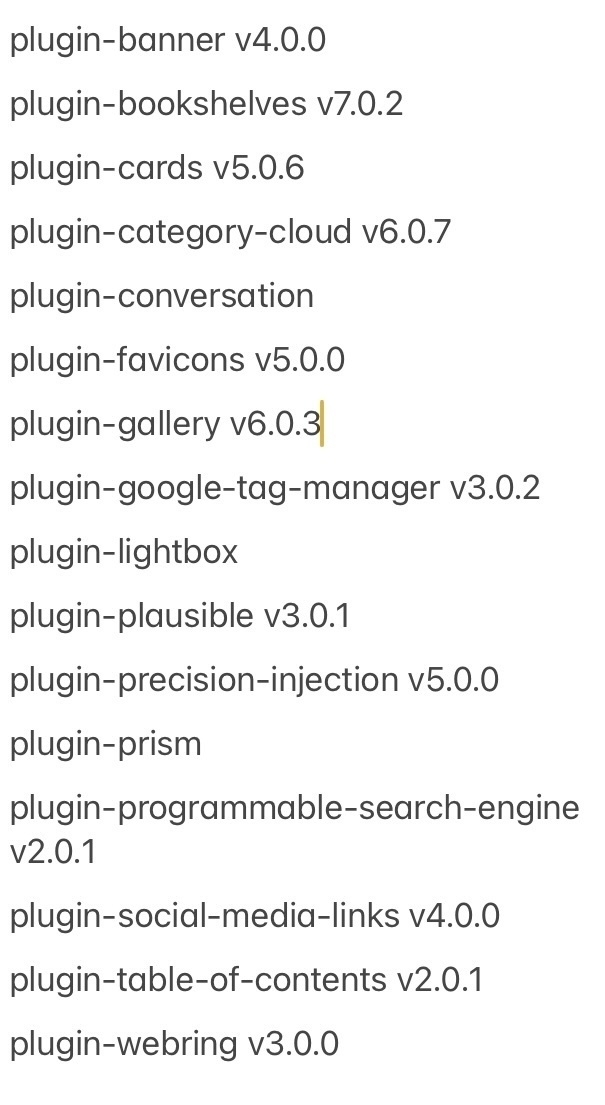 plugin-banner v4.0.0
plugin-bookshelves v7.0.2
plugin-cards v5.0.6
plugin-category-cloud v6.0.7
plugin-conversation
plugin-favicons v5.0.0
plugin-gallery v6.0.3
plugin-google-tag-manager v3.0.2
plugin-lightbox
plugin-plausible v3.0.1
plugin-precision-injection v5.0.0
plugin-prism
plugin-programmable-search-engine
v2.0.1
plugin-social-media-links v4.0.0
plugin-table-of-contents v2.0.1
plugin-webring v3.0.0